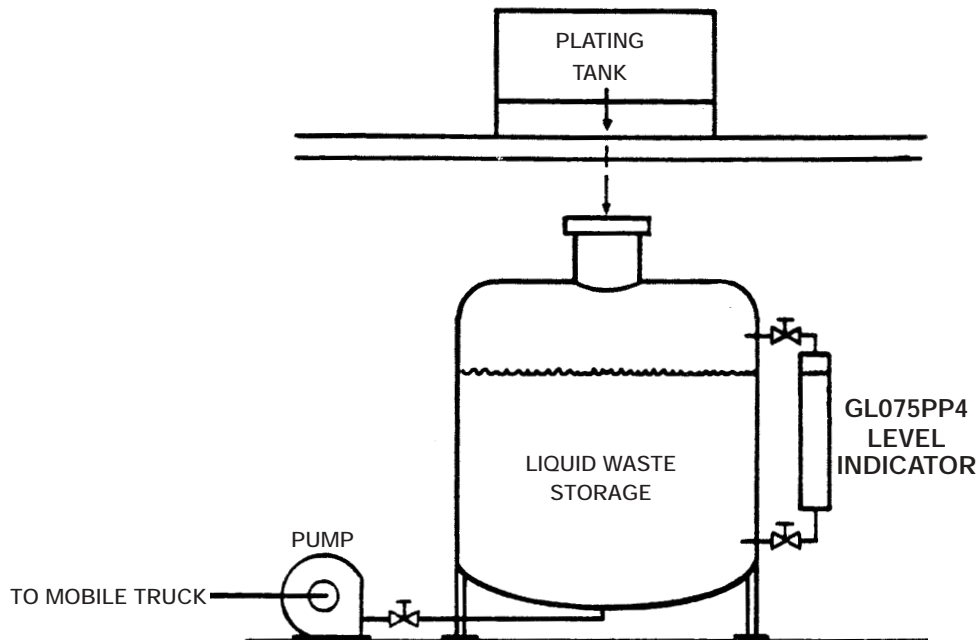 PLATING
TANK
GL075PP4
LEVEL
INDICATOR
LIQUID WASTE
STORAGE
PUMP
TO MOBILE TRUCK